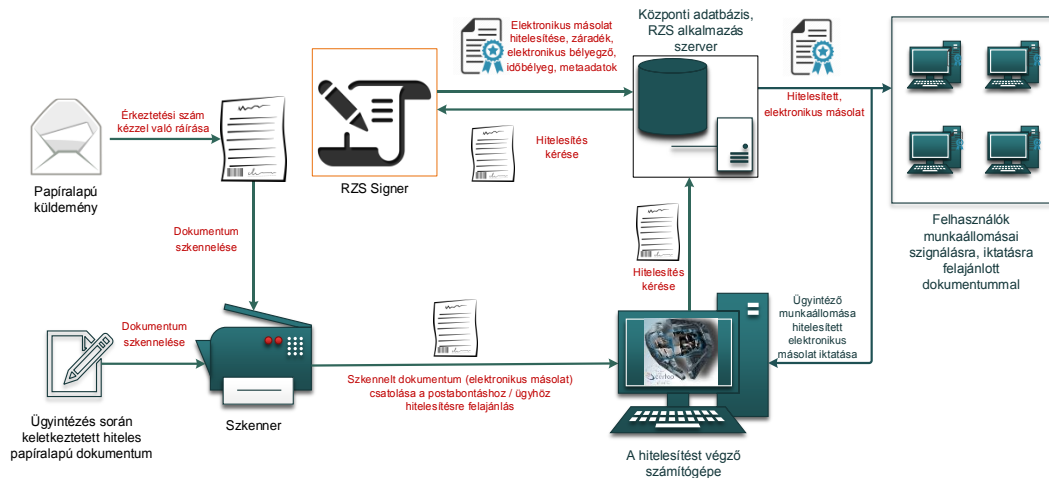 Elektronikus másolat
hitelesítése, záradék,
elektronikus bélyegző,
időbélyeg, metaadatok
Központi adatbázis,
RZS alkalmazás
szerver
Érkeztetési szám
kézzel való ráírása
Hitelesített,
elektronikus másolat
Hitelesítés
kérése
Papíralapú
küldemény
RZS Signer
Felhasználók
munkaállomásai
szignálásra, iktatásra
felajánlott
dokumentummal
Dokumentum
szkennelése
Hitelesítés
kérése
Ügyintéző
munkaállomása
hitelesített
elektronikus
másolat iktatása
Dokumentum
szkennelése
Szkennelt dokumentum (elektronikus másolat)
csatolása a postabontáshoz / ügyhöz
hitelesítésre felajánlás
Ügyintézés során
keletkeztetett hiteles
papíralapú dokumentum
Szkenner
A hitelesítést végző
számítógépe